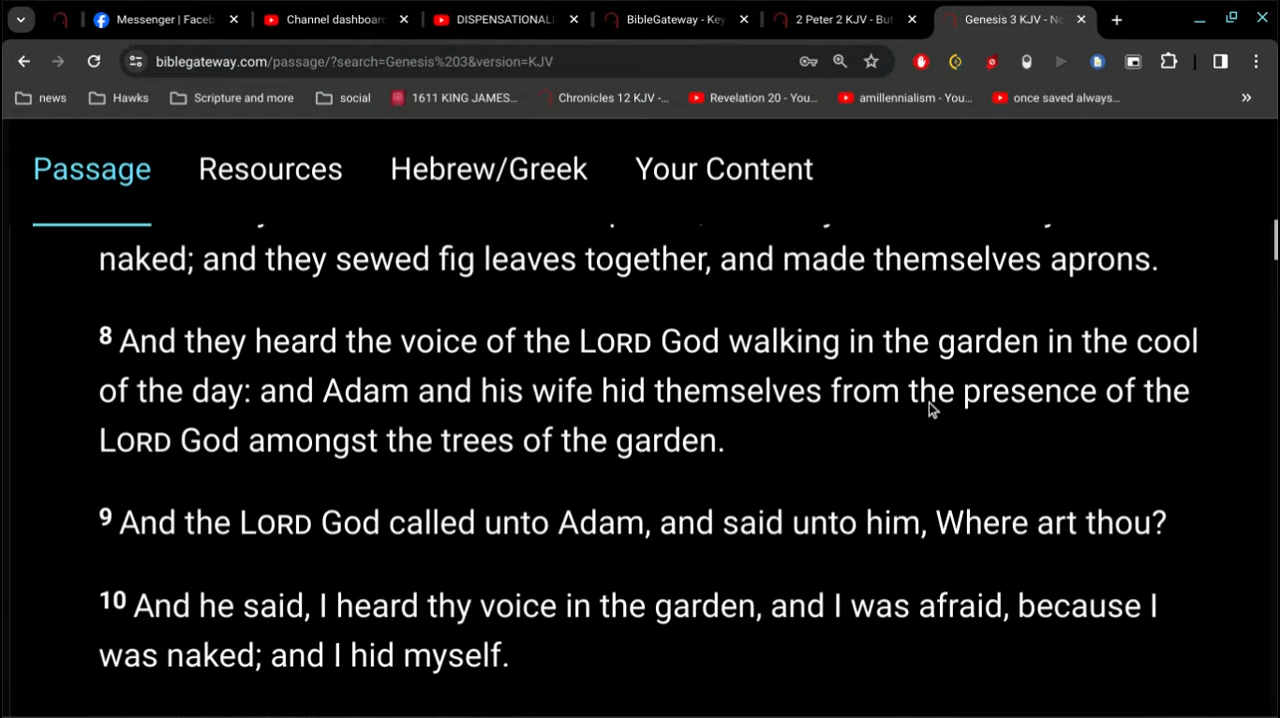 Messenger | Faceb
Channel dashboard
DISPENSATIONAL
BibleGateway - Key
2 Peter 2 KJV - But
Genesis 3 KJV - No
biblegateway.com/passage/?search=Genesis%203&version=KJV
news
Hawks
Scripture and more
social
1611 KING JAMES...
Chronicles 12 KJV -...
Revelation 20 - You...
amillennialism - You...
once saved always...
Passage
Resources
Hebrew/Greek
Your Content
naked; and they sewed fig leaves together, and made themselves aprons.
8 And they heard the voice of the LORD God walking in the garden in the cool
of the day: and Adam and his wife hid themselves from the presence of the
LORD God amongst the trees of the garden.
9 And the LORD God called unto Adam, and said unto him, Where art thou?
10 And he said, I heard thy voice in the garden, and I was afraid, because I
was naked; and I hid myself.